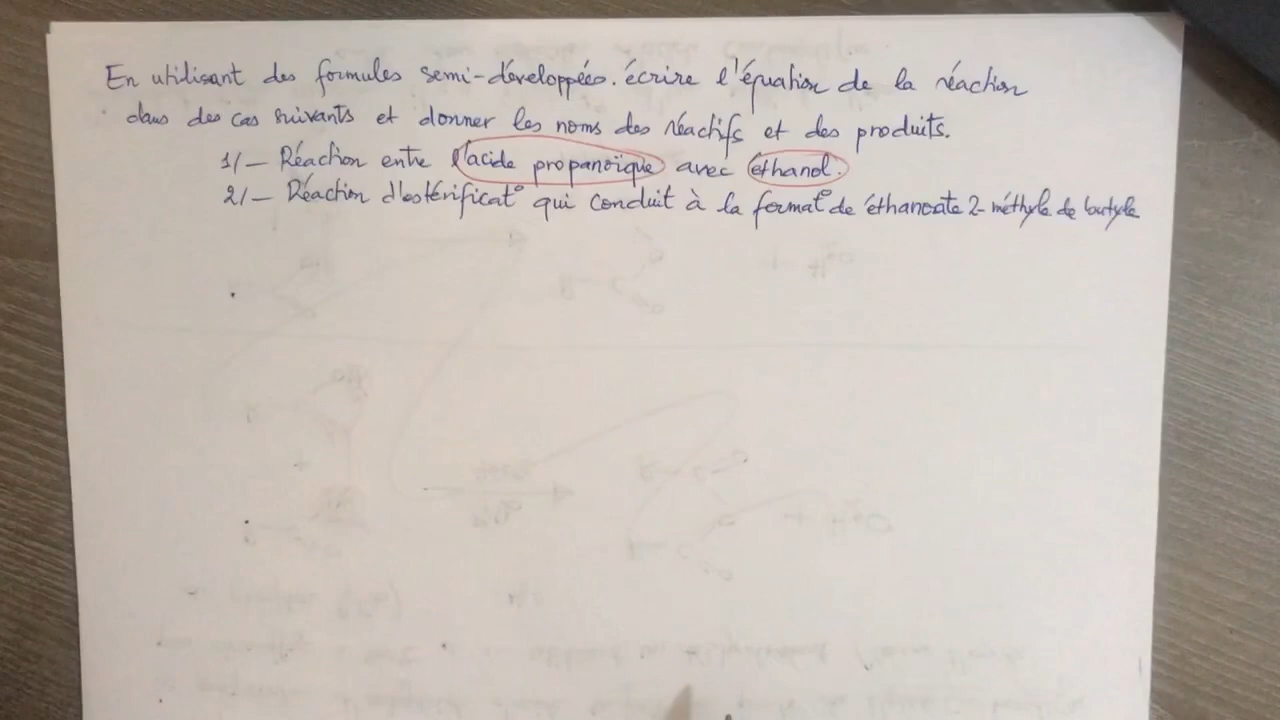 En utilisant des formules semi-développées. écrire l'équation de la réaction
dans des cas suivants et donner les noms des réactifs et des produits.
1/- Réaction entre l'acide propanoïque avec éthanol.
2/- Réaction d'estérificat° qui conduit à la format° de éthanoate 2-méthyle de butyle